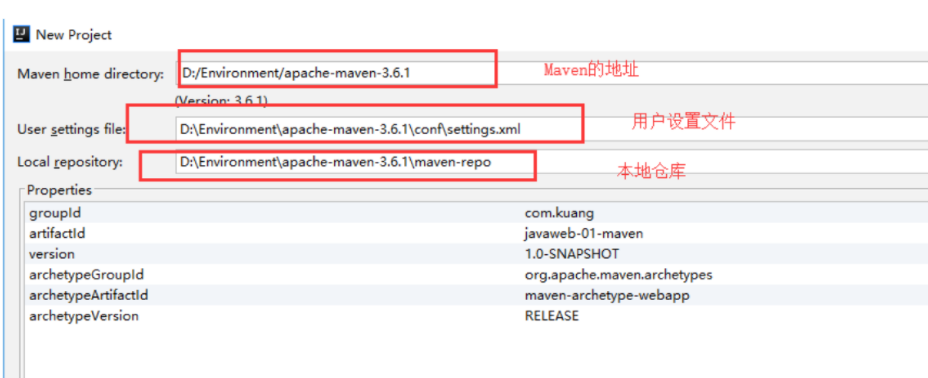 New Project
Maven home directory: D:/Environment/apache-maven-3.6.1 Maven的地址
(Version: 3.6.1)
User settings file: D:\Environment\apache-maven-3.6.1\conf\settings.xml 用户设置文件
Local repository: D:\Environment\apache-maven-3.6.1\maven-repo 本地仓库
Properties
groupId com.kuang
artifactId javaweb-01-maven
version 1.0-SNAPSHOT
archetypeGroupId org.apache.maven.archetypes
archetypeArtifactId maven-archetype-webapp
archetypeVersion RELEASE